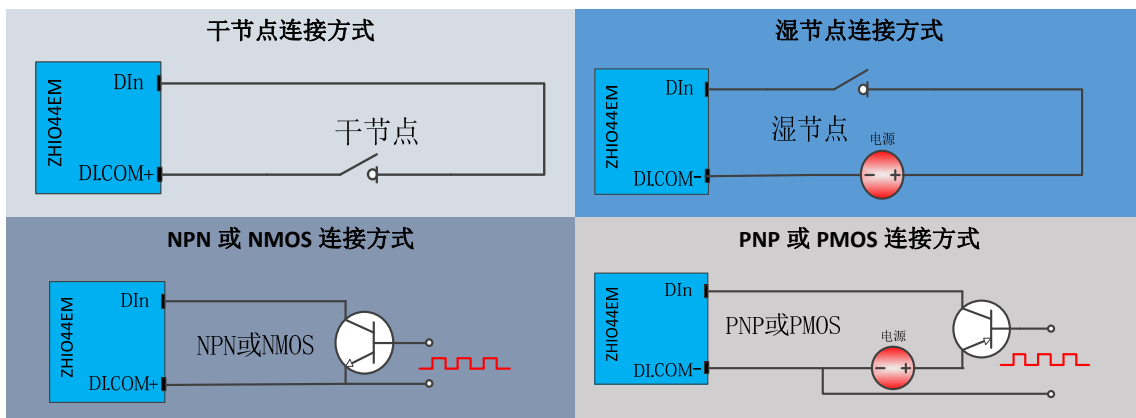 干节点连接方式
ZHIO44EM
DIn
干节点
DI.COM+
湿节点连接方式
ZHIO44EM
DIn
湿节点
电源
DI.COM-
- +
NPN 或 NMOS 连接方式
ZHIO44EM
DIn
NPN或NMOS
DI.COM+
PNP 或 PMOS 连接方式
ZHIO44EM
DIn
PNP或PMOS
电源
DI.COM-
- +